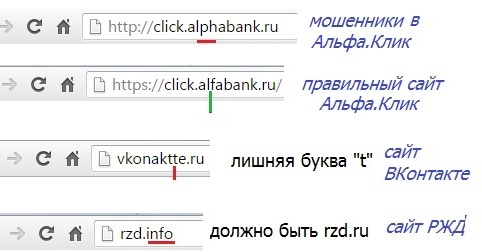 http://click.alphabank.ru
мошенники в
Альфа.Клик
https://click.alfabank.ru/
правильный сайт
Альфа.Клик
vkonaktte.ru
лишняя буква "t"
сайт
ВКонтакте
rzd.info
должно быть rzd.ru
сайт РЖД